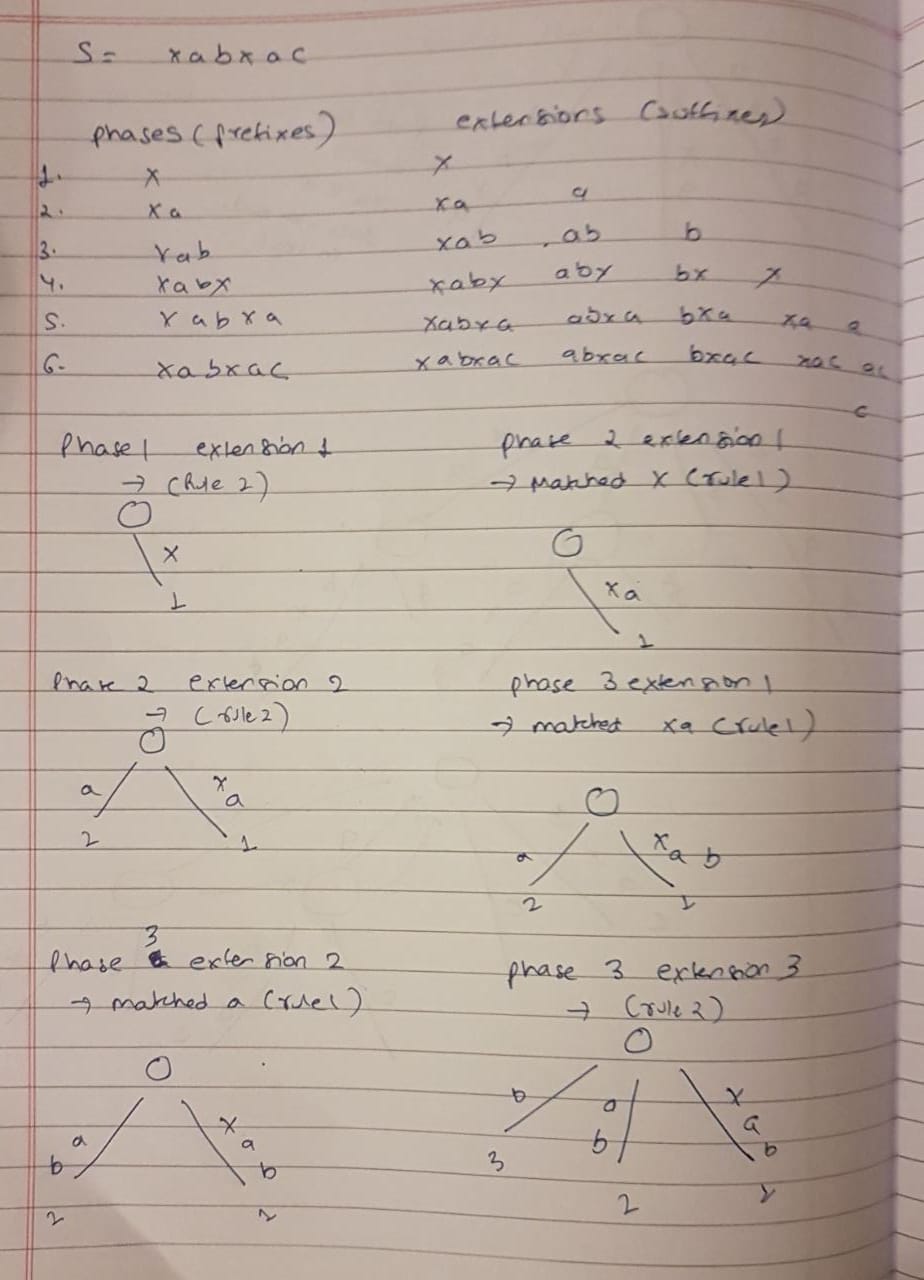 S = xabxac
phases (prefixes) extensions (suffixes)
1. x x
2. xa xa a
3. xab xab ab b
4. xabx xabx abx bx x
5. xabxa xabxa abxa bxa xa a
6. xabxac xabxac abxac bxac xac ac
c
Phase 1 extension 1
→ (Rule 2)
x
1
phase 2 extension 1
→ Matched x (rule 1)
xa
1
Phase 2 extension 2
→ (rule 2)
a xa
2 1
phase 3 extension 1
→ matched xa (rule 1)
a xab
2 1
Phase 3 extension 2
→ matched a (rule 1)
ab xab
2 1
phase 3 extension 3
→ (rule 2)
b ab xab
3 2 1